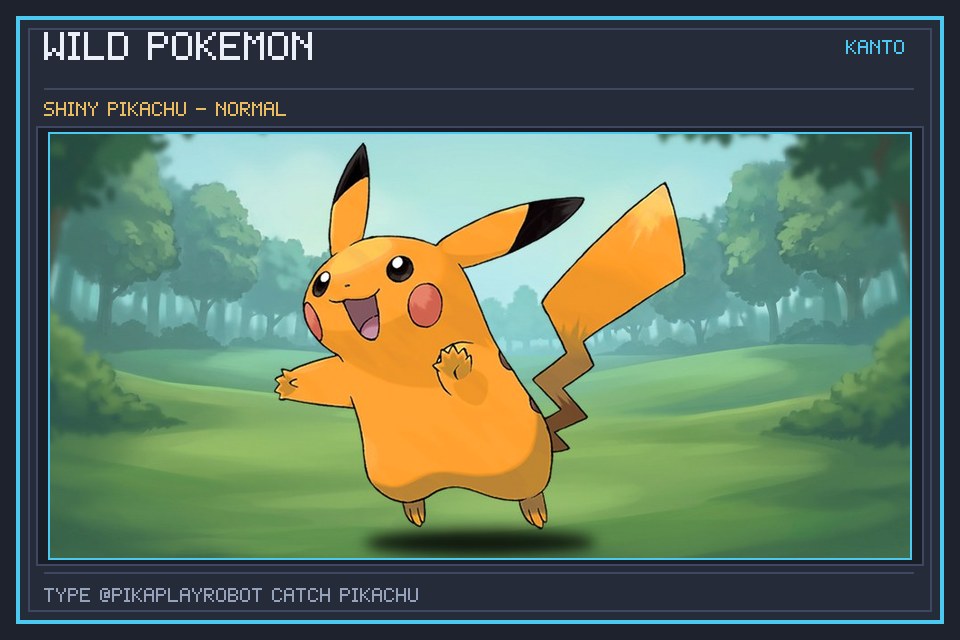 WILD POKEMON
KANTO
SHINY PIKACHU - NORMAL
TYPE @PIKAPLAYROBOT CATCH PIKACHU